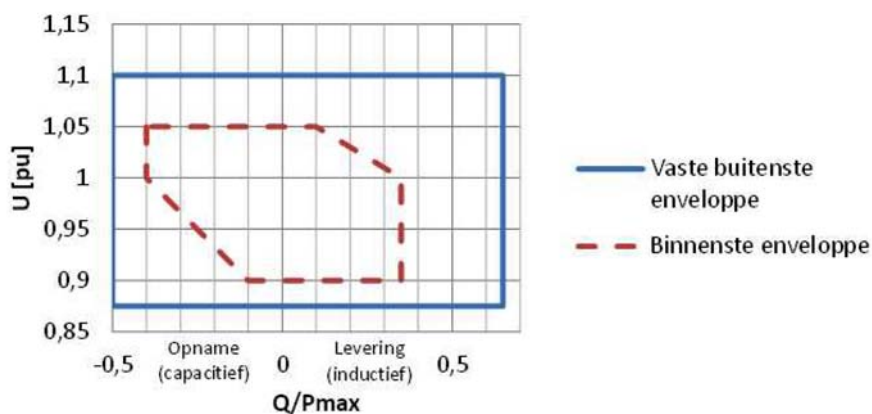 1,15
1,1
1,05
1
0,95
0,9
0,85
U [pu]
-0,5
0
0,5
Opname
(capacitief)
Levering
(inductief)
Q/Pmax
Vaste buitenste
enveloppe
Binnenste enveloppe